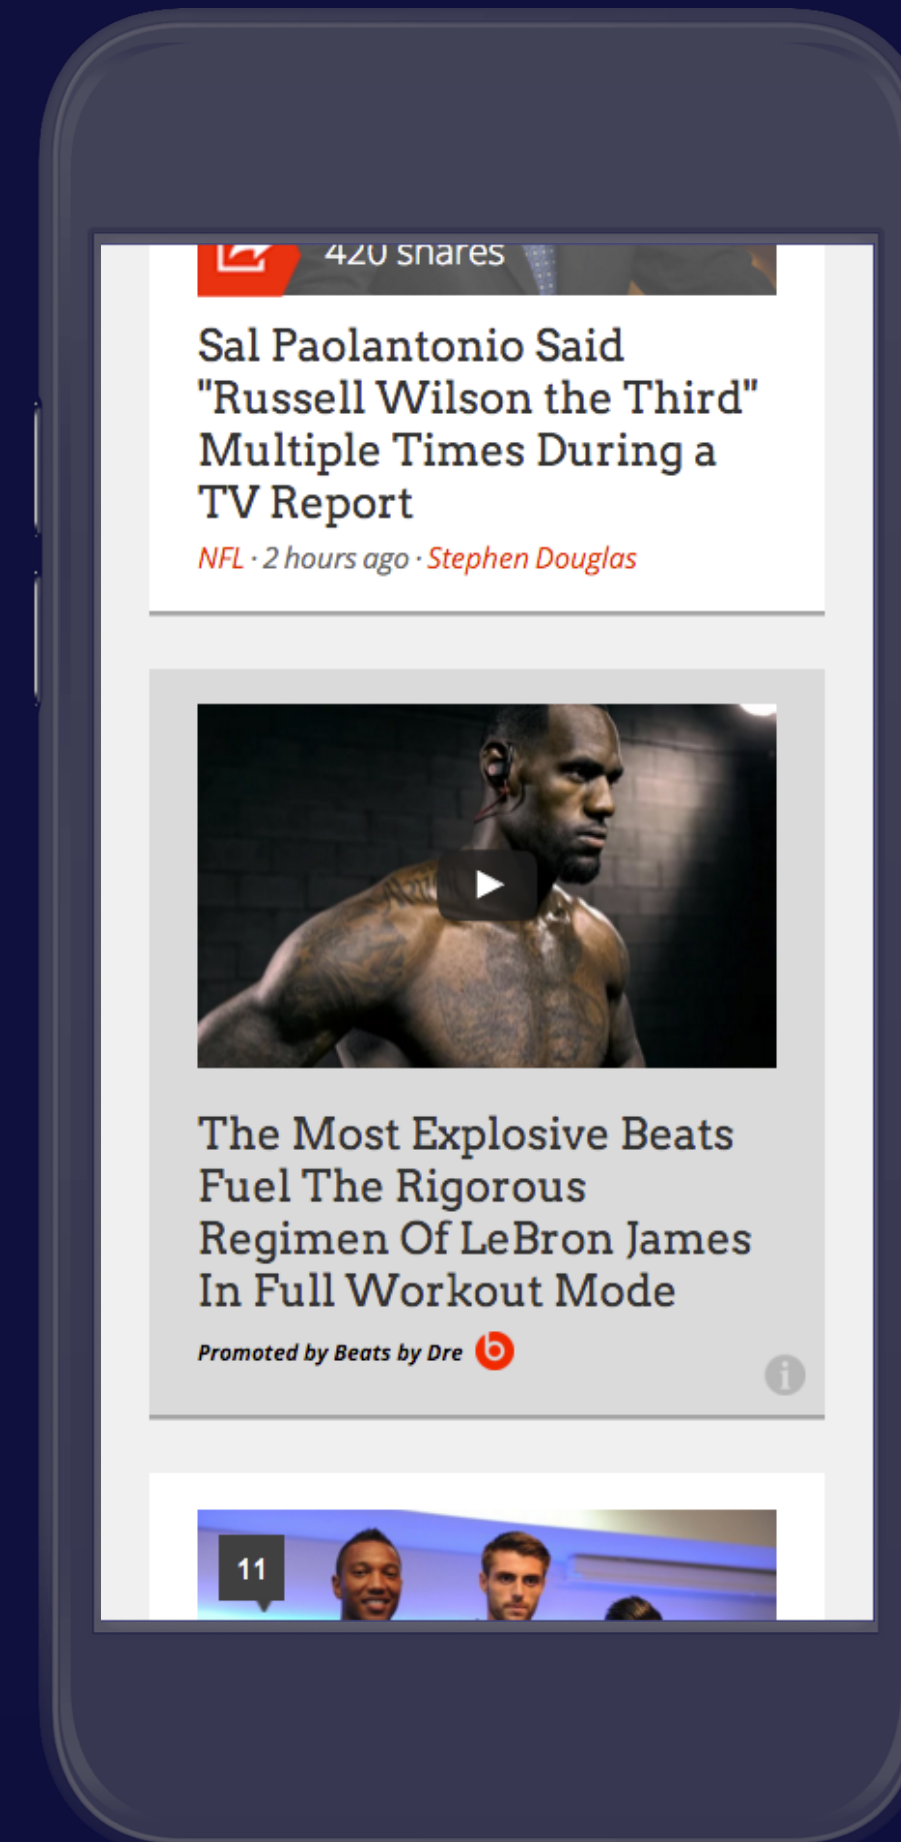 420 shares
Sal Paolantonio Said
"Russell Wilson the Third"
Multiple Times During a
TV Report
NFL · 2 hours ago · Stephen Douglas
The Most Explosive Beats
Fuel The Rigorous
Regimen Of LeBron James
In Full Workout Mode
Promoted by Beats by Dre
11